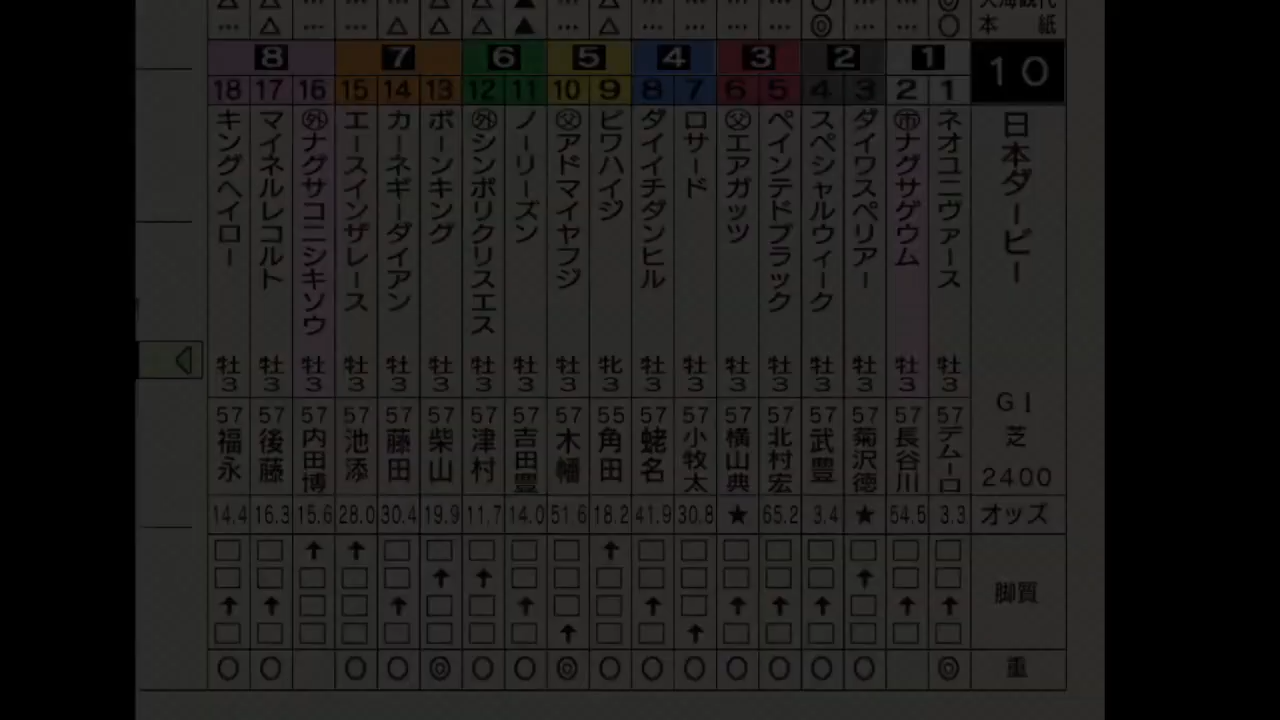 大海戦代
本 紙
10
日本ダービー
GⅠ
芝
2400
オッズ
脚質
重
1
1
ネオユニヴァース
牡3
57
デムーロ
3.3
2
市ナグサゲウム
牡3
57
長谷川
54.5
2
3
ダイワスペリアー
牡3
57
菊沢徳
★
4
スペシャルウィーク
牡3
57
武豊
3.4
3
5
ペインテドブラック
牡3
57
北村宏
65.2
6
父エアガッツ
牡3
57
横山典
★
4
7
ロサード
牡3
57
小牧太
30.8
8
ダイイチダンヒル
牡3
57
蛯名
41.9
5
9
ビワハイジ
牝3
55
角田
18.2
10
父アドマイヤフジ
牡3
57
木幡
51.6
6
11
ノーリーズン
牡3
57
吉田豊
14.0
12
外シンボリクリスエス
牡3
57
津村
11.7
7
13
ボーンキング
牡3
57
柴山
19.9
14
カーネギーダイアン
牡3
57
藤田
30.4
15
エースインザレース
牡3
57
池添
28.0
8
16
外ナグサコニシキソウ
牡3
57
内田博
15.6
17
マイネルレコルト
牡3
57
後藤
16.3
18
キングヘイロー
牡3
57
福永
14.4